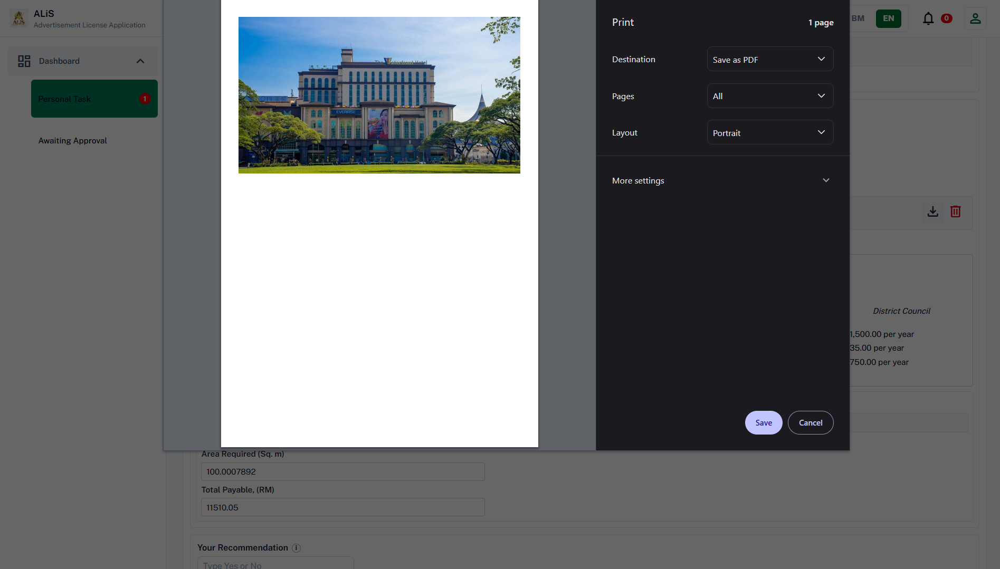 ALiS
Advertisement License Application
Dashboard
Personal Task
1
Awaiting Approval
EVERRISE
Print
1 page
Destination
Save as PDF
Pages
All
Layout
Portrait
More settings
Save
Cancel
BM
EN
0
District Council
1,500.00 per year
35.00 per year
750.00 per year
Area Required (Sq. m)
100.0007892
Total Payable, (RM)
11510.05
Your Recommendation
Type Yes or No